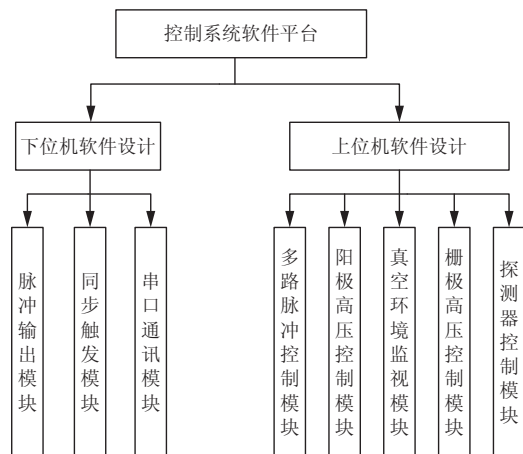 控制系统软件平台
下位机软件设计
上位机软件设计
脉冲输出模块
同步触发模块
串口通讯模块
多路脉冲控制模块
阳极高压控制模块
真空环境监视模块
栅极高压控制模块
探测器控制模块